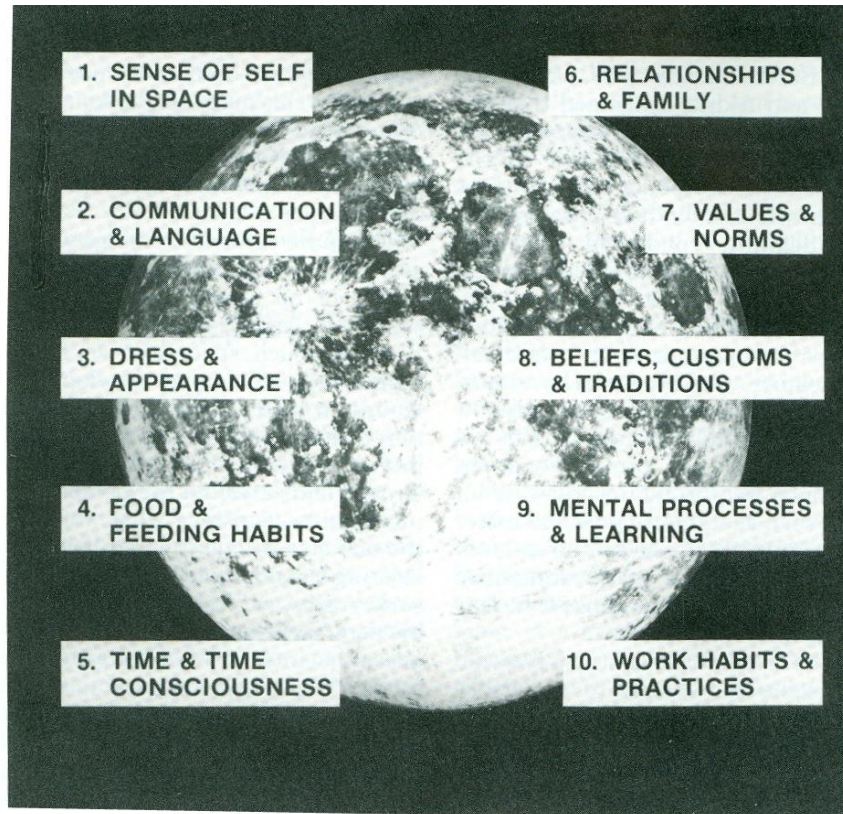 1. SENSE OF SELF
IN SPACE
2. COMMUNICATION
& LANGUAGE
3. DRESS &
APPEARANCE
4. FOOD &
FEEDING HABITS
5. TIME & TIME
CONSCIOUSNESS
6. RELATIONSHIPS
& FAMILY
7. VALUES &
NORMS
8. BELIEFS, CUSTOMS
& TRADITIONS
9. MENTAL PROCESSES
& LEARNING
10. WORK HABITS &
PRACTICES